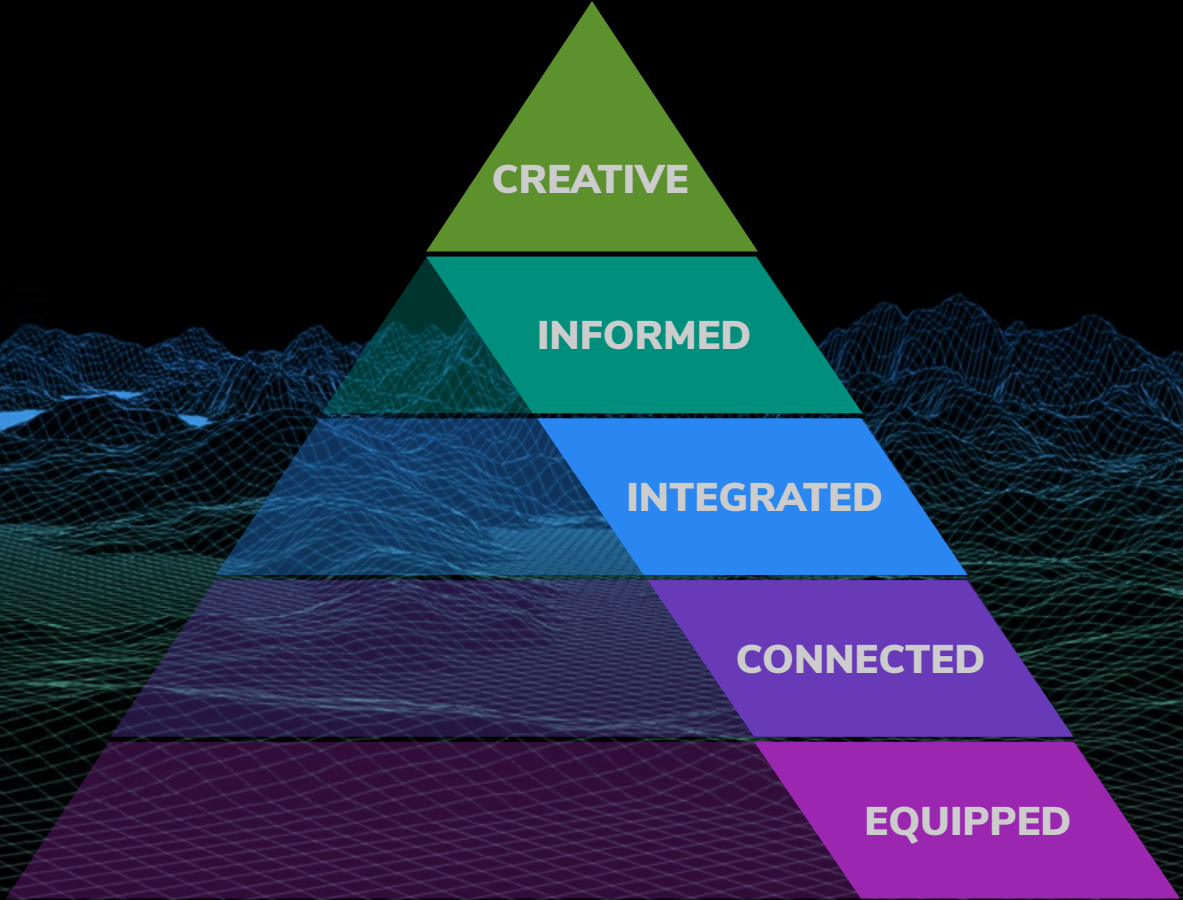 CREATIVE
INFORMED
INTEGRATED
CONNECTED
EQUIPPED